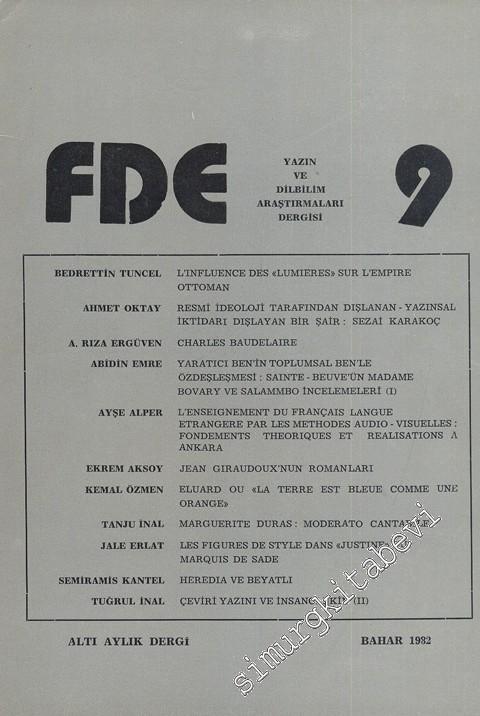 FDE
YAZIN
VE
DİLBİLİM
ARAŞTIRMALARI
DERGİSİ
9
BEDRETTİN TUNCEL L'INFLUENCE DES «LUMIERES» SUR L'EMPIRE
OTTOMAN
AHMET OKTAY RESMİ İDEOLOJİ TARAFINDAN DIŞLANAN - YAZINSAL
İKTİDARI DIŞLAYAN BİR ŞAİR : SEZAİ KARAKOÇ
A. RIZA ERGÜVEN CHARLES BAUDELAIRE
ABİDİN EMRE YARATICI BEN'İN TOPLUMSAL BEN'LE
ÖZDEŞLEŞMESİ : SAINTE - BEUVE'ÜN MADAME
BOVARY VE SALAMMBO İNCELEMELERİ (I)
AYŞE ALPER L'ENSEIGNEMENT DU FRANÇAIS LANGUE
ETRANGERE PAR LES METHODES AUDIO - VISUELLES :
FONDEMENTS THEORIQUES ET REALISATIONS A
ANKARA
EKREM AKSOY JEAN GIRAUDOUX'NUN ROMANLARI
KEMAL ÖZMEN ELUARD OU «LA TERRE EST BLEUE COMME UNE
ORANGE»
TANJU İNAL MARGUERITE DURAS : MODERATO CANTABILE
JALE ERLAT LES FIGURES DE STYLE DANS «JUSTINE»
MARQUIS DE SADE
SEMİRAMİS KANTEL HEREDIA VE BEYATLI
TUĞRUL İNAL ÇEVİRİ YAZINI VE (II)
ALTI AYLIK DERGİ BAHAR 1982
simurgkitabevi